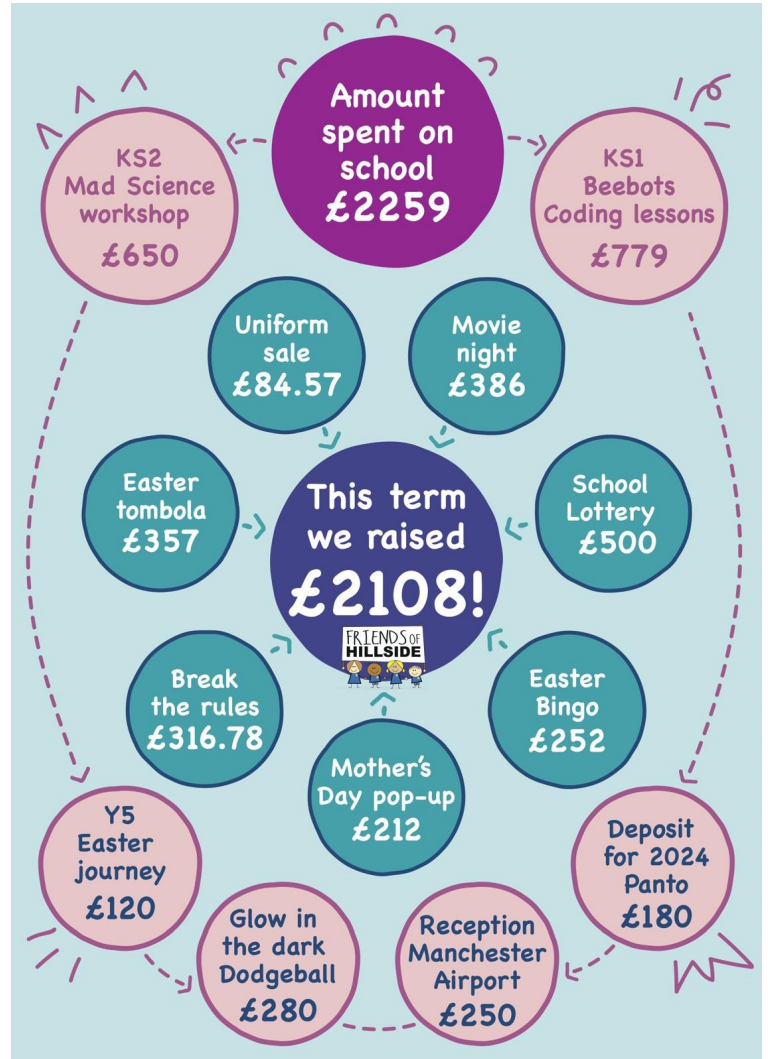 Amount
spent on
school
£2259
KS2
Mad Science
workshop
£650
KS1
Beebots
Coding lessons
£779
Uniform
sale
£84.57
Movie
night
£386
Easter
tombola
£357
This term
we raised
£2108!
FRIENDS OF
HILLSIDE
School
Lottery
£500
Break
the rules
£316.78
Mother's
Day pop-up
£212
Easter
Bingo
£252
Y5
Easter
journey
£120
Glow in
the dark
Dodgeball
£280
Reception
Manchester
Airport
£250
Deposit
for 2024
Panto
£180